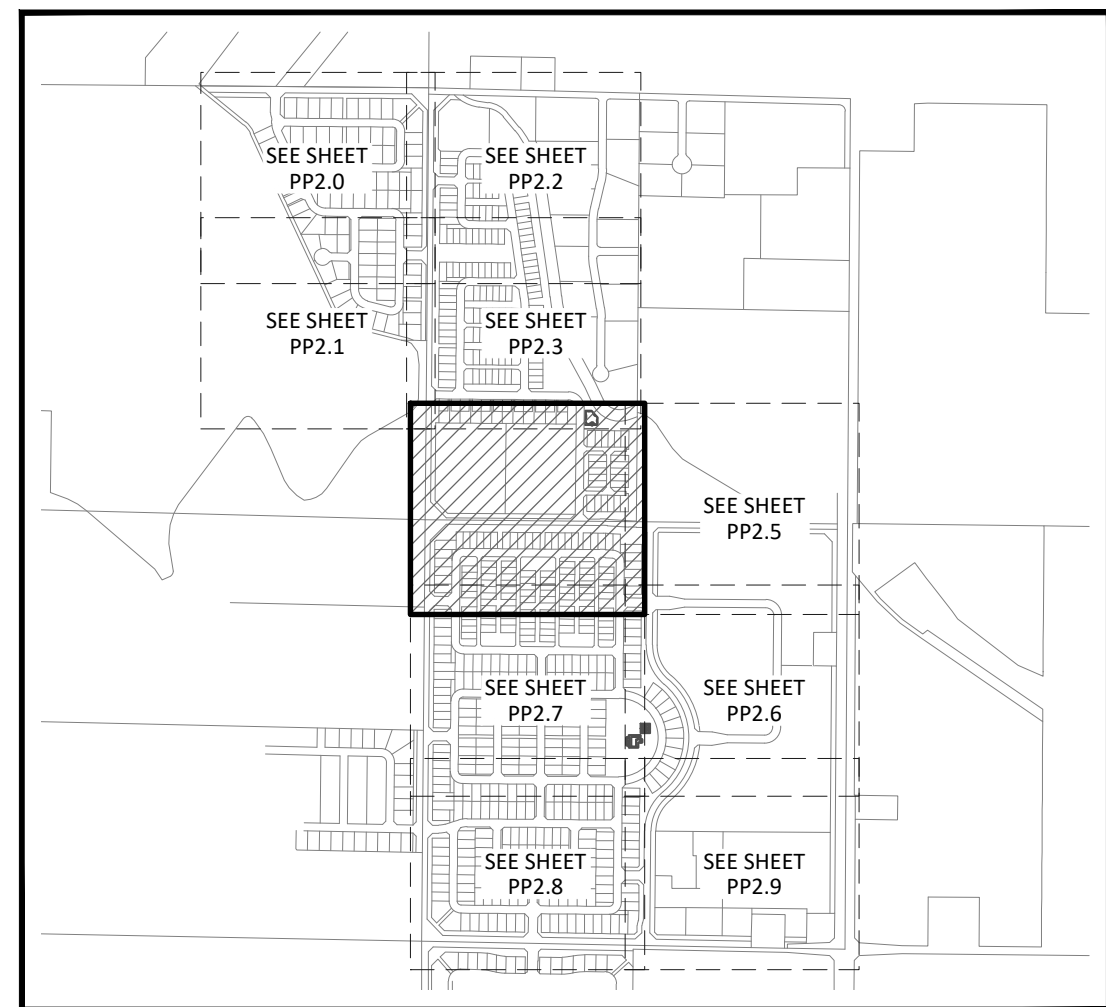 SEE SHEET
PP2.0
SEE SHEET
PP2.2
SEE SHEET
PP2.1
SEE SHEET
PP2.3
SEE SHEET
PP2.5
SEE SHEET
PP2.7
SEE SHEET
PP2.6
SEE SHEET
PP2.8
SEE SHEET
PP2.9